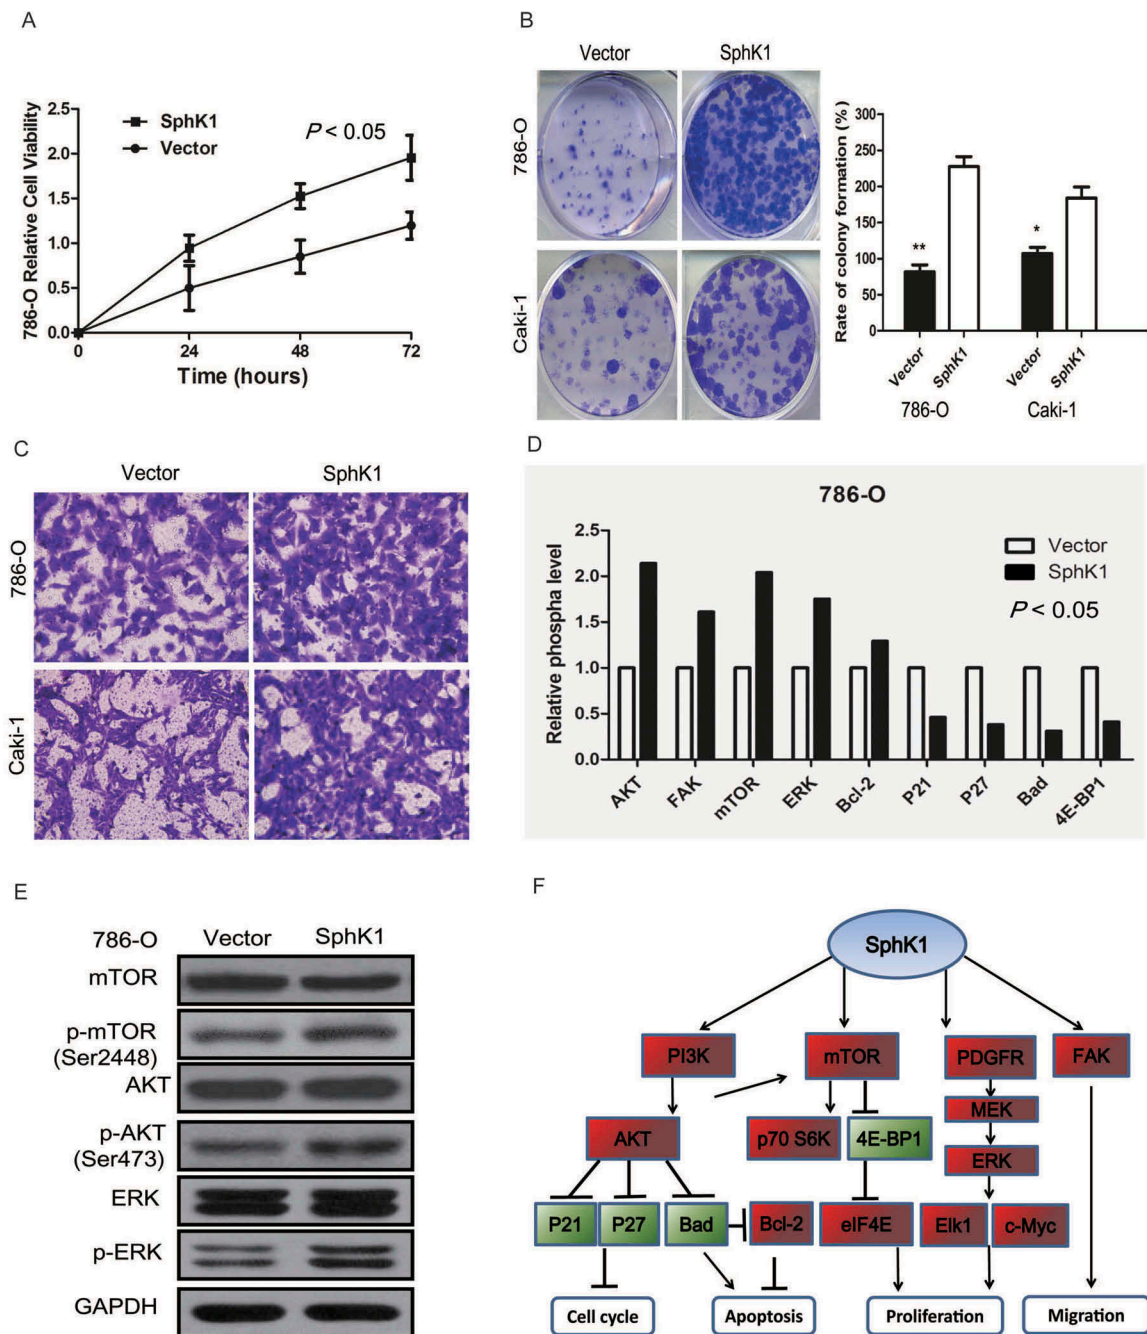 A
SphK1
Vector
P < 0.05
2.5
2.0
1.5
1.0
0.5
0.0
786-O Relative Cell Viability
0
24
48
72
Time (hours)
B
Vector
SphK1
786-O
Caki-1
Rate of colony formation (%)
300
250
200
150
100
50
0
**
*
Vector
SphK1
Vector
SphK1
786-O
Caki-1
C
Vector
SphK1
786-O
Caki-1
D
786-O
Vector
SphK1
P < 0.05
Relative phospha level
2.5
2.0
1.5
1.0
0.5
0.0
AKT
FAK
mTOR
ERK
Bcl-2
P21
P27
Bad
4E-BP1
E
786-O
Vector
SphK1
mTOR
p-mTOR
(Ser2448)
AKT
p-AKT
(Ser473)
ERK
p-ERK
GAPDH
F
SphK1
PI3K
mTOR
PDGFR
FAK
MEK
AKT
p70 S6K
4E-BP1
ERK
P21
P27
Bad
Bcl-2
eIF4E
Elk1
c-Myc
Cell cycle
Apoptosis
Proliferation
Migration